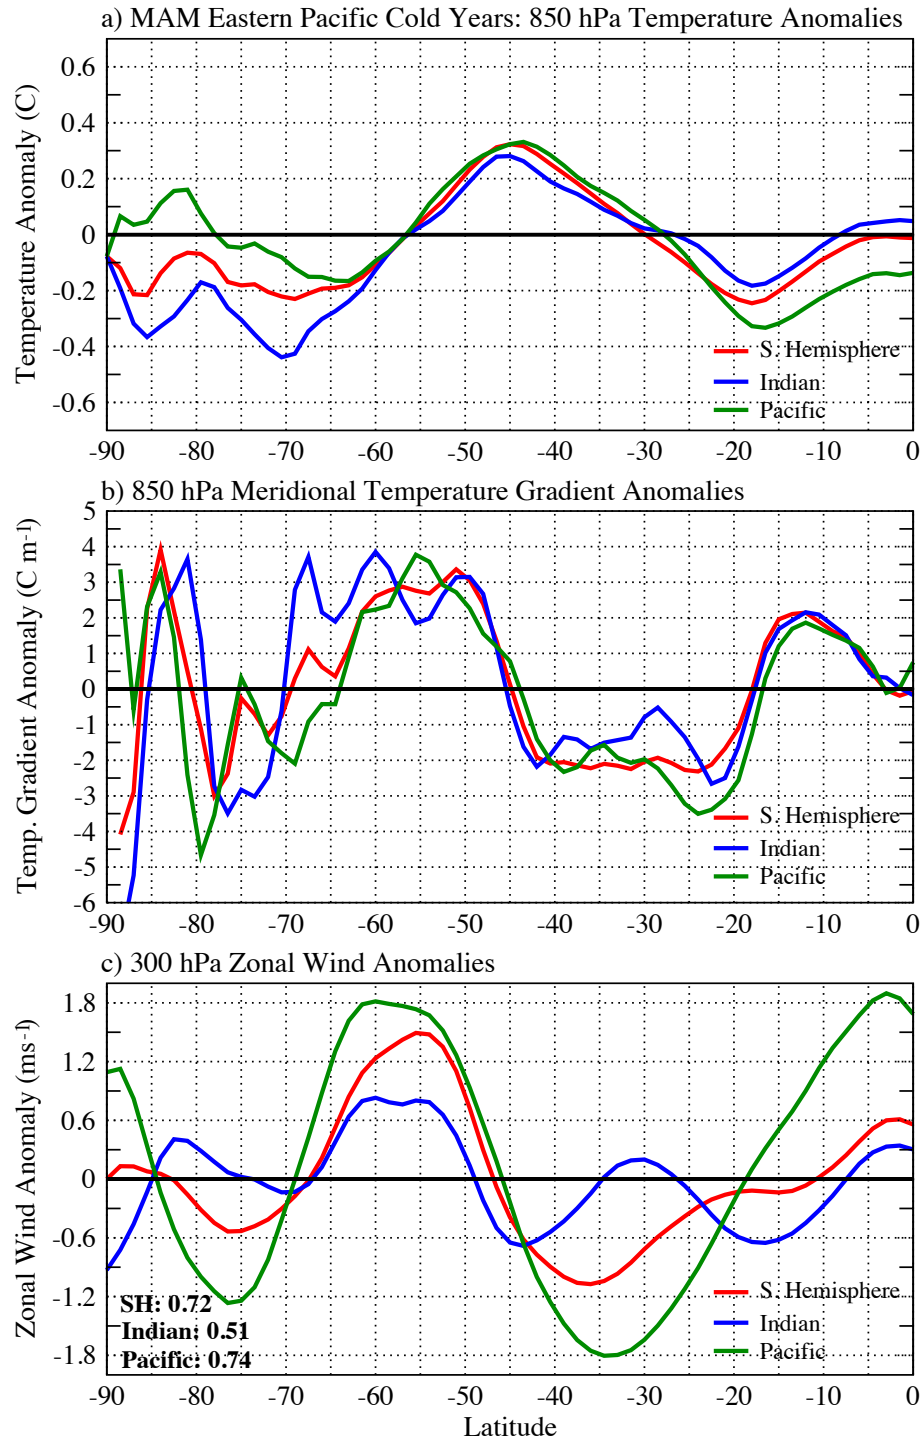 a) MAM Eastern Pacific Cold Years: 850 hPa Temperature Anomalies
Temperature Anomaly (C)
0.6
0.4
0.2
0
-0.2
-0.4
-0.6
S. Hemisphere
Indian
Pacific
-90 -80 -70 -60 -50 -40 -30 -20 -10 0
b) 850 hPa Meridional Temperature Gradient Anomalies
Temp. Gradient Anomaly (C m⁻¹)
5
4
3
2
1
0
-1
-2
-3
-4
-5
-6
S. Hemisphere
Indian
Pacific
-90 -80 -70 -60 -50 -40 -30 -20 -10 0
c) 300 hPa Zonal Wind Anomalies
Zonal Wind Anomaly (ms⁻¹)
1.8
1.2
0.6
0
-0.6
-1.2
-1.8
SH: 0.72
Indian: 0.51
Pacific: 0.74
S. Hemisphere
Indian
Pacific
-90 -80 -70 -60 -50 -40 -30 -20 -10 0
Latitude